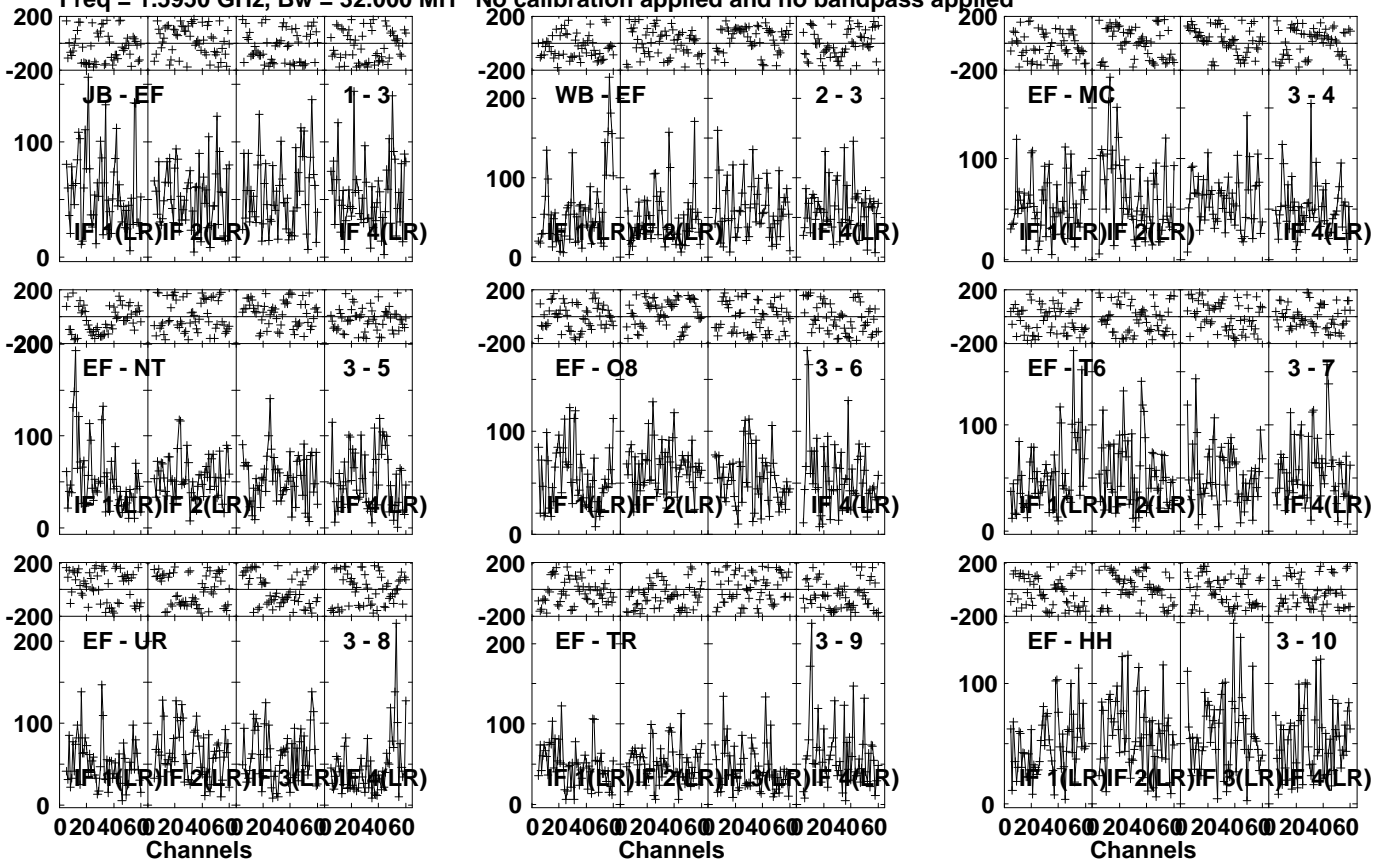 Freq = 1.5950 GHz, Bw = 32.000 MH No calibration applied and no bandpass applied
200 200 200
-200 -200 -200
JB - EF 1 - 3 WB - EF 2 - 3 EF - MC 3 - 4
200
100 100 100
0 0 0
IF 1(LR) IF 2(LR) IF 4(LR) IF 1(LR) IF 2(LR) IF 4(LR) IF 1(LR) IF 2(LR) IF 4(LR)
200 200 200
-200 -200 -200
200
EF - NT 3 - 5 EF - O8 3 - 6 EF - T6 3 - 7
100 100 100
IF 1(LR) IF 2(LR) IF 4(LR) IF 1(LR) IF 2(LR) IF 4(LR) IF 1(LR) IF 2(LR) IF 4(LR)
0 0 0
200 200 200
-200 -200 -200
EF - UR 3 - 8 EF - TR 3 - 9 EF - HH 3 - 10
200 200
100 100 100
IF 1(LR) IF 2(LR) IF 3(LR) IF 4(LR) IF 1(LR) IF 2(LR) IF 3(LR) IF 4(LR) IF 1(LR) IF 2(LR) IF 3(LR) IF 4(LR)
0 0 0
0 20 40 60 0 20 40 60 0 20 40 60 0 20 40 60 0 20 40 60 0 20 40 60 0 20 40 60 0 20 40 60 0 20 40 60 0 20 40 60 0 20 40 60 0 20 40 60
Channels Channels Channels